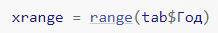 xrange = range(tab$Год)